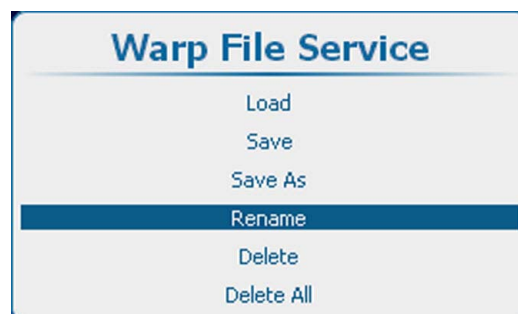 Warp File Service
Load
Save
Save As
Rename
Delete
Delete All